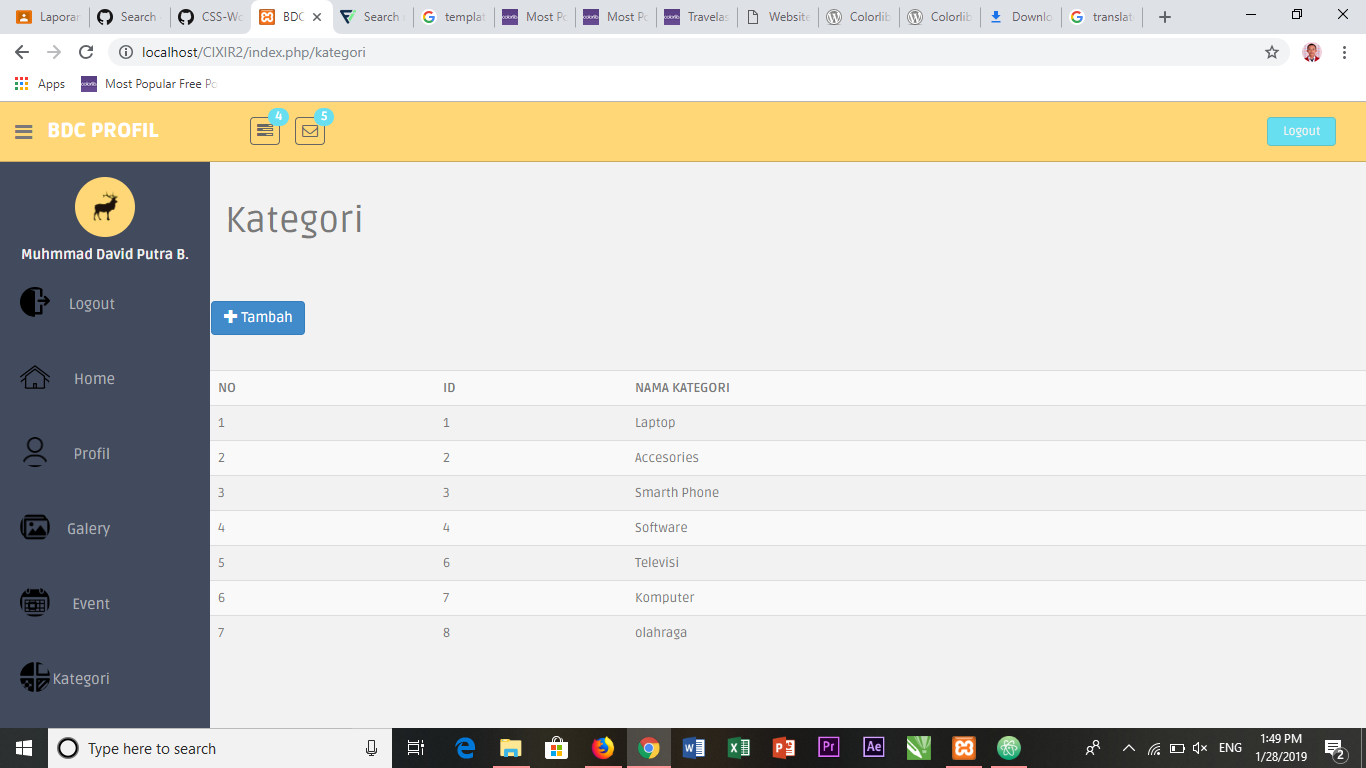 Laporan
Search
CSS-Wo
BDC
Search
templat
Most Po
Most Po
Travelas
Website
Colorlib
Colorlib
Downlo
translat
localhost/CIXIR2/index.php/kategori
Apps
colorlib.
Most Popular Free Po
BDC PROFIL
4
5
Logout
Muhmmad David Putra B.
Logout
Home
Profil
Galery
Event
Kategori
Kategori
Tambah
NO ID NAMA KATEGORI
1 1 Laptop
2 2 Accesories
3 3 Smarth Phone
4 4 Software
5 6 Televisi
6 7 Komputer
7 8 olahraga
Type here to search
ENG
1:49 PM
1/28/2019
2